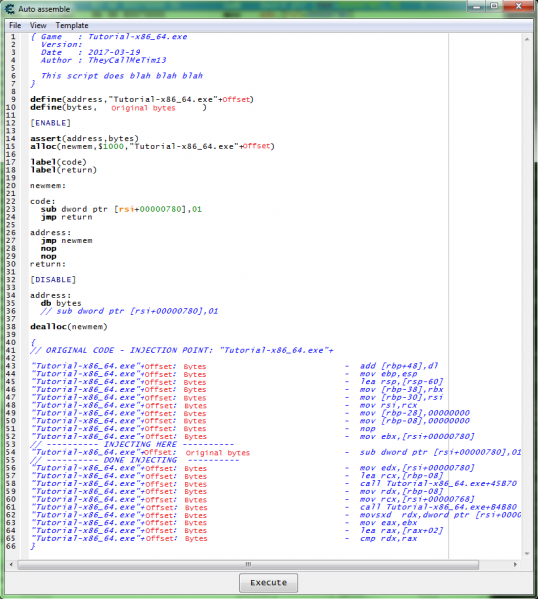 Auto assemble
File View Template
1 { Game : Tutorial-x86_64.exe
2 Version:
3 Date : 2017-03-19
4 Author : TheyCallMeTim13
5
6 This script does blah blah blah
7 }
8
9 define(address,"Tutorial-x86_64.exe"+Offset)
10 define(bytes, Original bytes )
11
12 [ENABLE]
13
14 assert(address,bytes)
15 alloc(newmem,$1000,"Tutorial-x86_64.exe"+Offset)
16
17 label(code)
18 label(return)
19
20 newmem:
21
22 code:
23 sub dword ptr [rsi+00000780],01
24 jmp return
25
26 address:
27 jmp newmem
28 nop
29 nop
30 return:
31
32 [DISABLE]
33
34 address:
35 db bytes
36 // sub dword ptr [rsi+00000780],01
37
38 dealloc(newmem)
39
40 {
41 // ORIGINAL CODE - INJECTION POINT: "Tutorial-x86_64.exe"+
42
43 "Tutorial-x86_64.exe"+Offset: Bytes - add [rbp+48],dl
44 "Tutorial-x86_64.exe"+Offset: Bytes - mov ebp,esp
45 "Tutorial-x86_64.exe"+Offset: Bytes - lea rsp,[rsp-60]
46 "Tutorial-x86_64.exe"+Offset: Bytes - mov [rbp-38],rbx
47 "Tutorial-x86_64.exe"+Offset: Bytes - mov [rbp-30],rsi
48 "Tutorial-x86_64.exe"+Offset: Bytes - mov rsi,rcx
49 "Tutorial-x86_64.exe"+Offset: Bytes - mov [rbp-28],00000000
50 "Tutorial-x86_64.exe"+Offset: Bytes - mov [rbp-08],00000000
51 "Tutorial-x86_64.exe"+Offset: Bytes - nop
52 "Tutorial-x86_64.exe"+Offset: Bytes - mov ebx,[rsi+00000780]
53 // ---------- INJECTING HERE ----------
54 "Tutorial-x86_64.exe"+Offset: Original bytes - sub dword ptr [rsi+00000780],01
55 // ---------- DONE INJECTING ----------
56 "Tutorial-x86_64.exe"+Offset: Bytes - mov edx,[rsi+00000780]
57 "Tutorial-x86_64.exe"+Offset: Bytes - lea rcx,[rbp-08]
58 "Tutorial-x86_64.exe"+Offset: Bytes - call Tutorial-x86_64.exe+45B70
59 "Tutorial-x86_64.exe"+Offset: Bytes - mov rdx,[rbp-08]
60 "Tutorial-x86_64.exe"+Offset: Bytes - mov rcx,[rsi+00000768]
61 "Tutorial-x86_64.exe"+Offset: Bytes - call Tutorial-x86_64.exe+B4B80
62 "Tutorial-x86_64.exe"+Offset: Bytes - movsxd rdx,dword ptr [rsi+0000
63 "Tutorial-x86_64.exe"+Offset: Bytes - mov eax,ebx
64 "Tutorial-x86_64.exe"+Offset: Bytes - lea rax,[rax+02]
65 "Tutorial-x86_64.exe"+Offset: Bytes - cmp rdx,rax
66 }
Execute